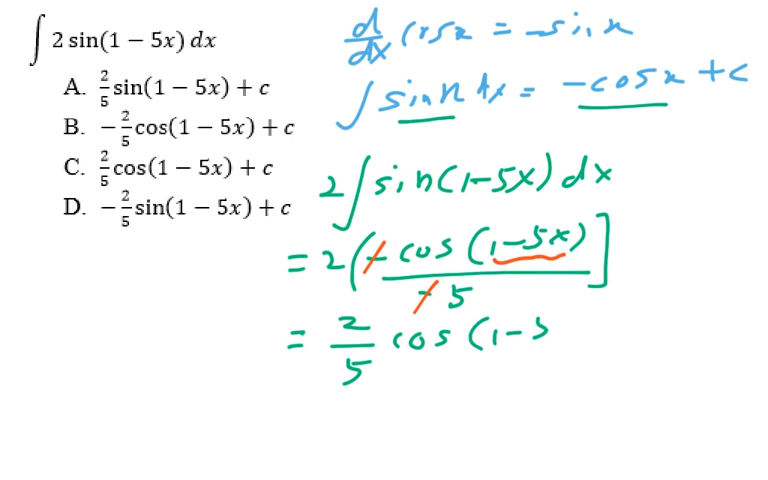 ∫ 2 sin(1 − 5x) dx
A. 2/5 sin(1 − 5x) + c
B. −2/5 cos(1 − 5x) + c
C. 2/5 cos(1 − 5x) + c
D. −2/5 sin(1 − 5x) + c
d/dx cos x = −sin x
∫ sin x dx = −cos x + c
2∫ sin(1−5x) dx
= 2(−cos(1−5x)/−5]
= 2/5 cos(1−5